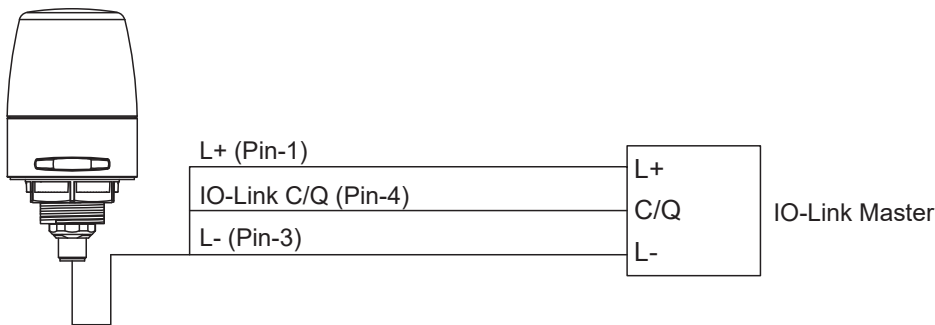 L+ (Pin-1)
IO-Link C/Q (Pin-4)
L- (Pin-3)
L+
C/Q
L-
IO-Link Master